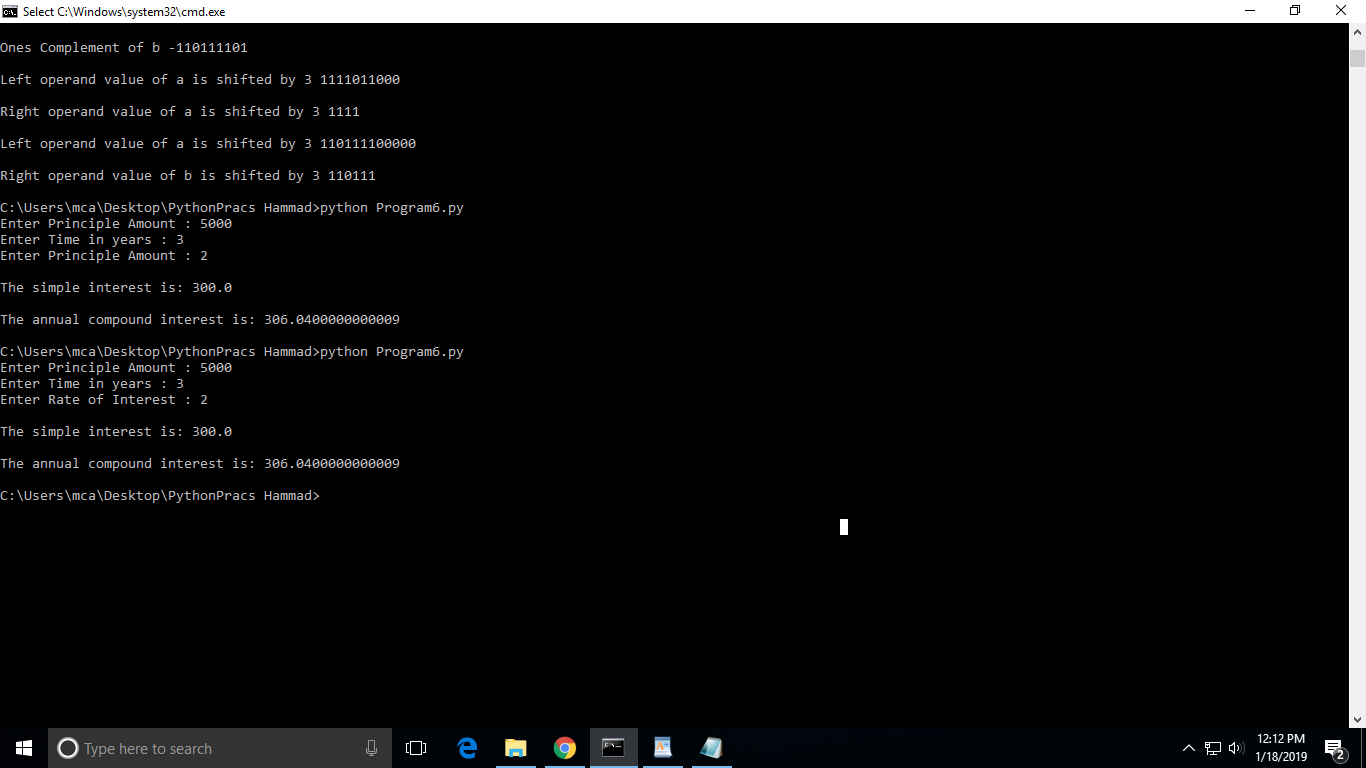 Select C:\Windows\system32\cmd.exe
Ones Complement of b -110111101
Left operand value of a is shifted by 3 1111011000
Right operand value of a is shifted by 3 1111
Left operand value of a is shifted by 3 110111100000
Right operand value of b is shifted by 3 110111
C:\Users\mca\Desktop\PythonPracs Hammad>python Program6.py
Enter Principle Amount : 5000
Enter Time in years : 3
Enter Principle Amount : 2
The simple interest is: 300.0
The annual compound interest is: 306.0400000000009
C:\Users\mca\Desktop\PythonPracs Hammad>python Program6.py
Enter Principle Amount : 5000
Enter Time in years : 3
Enter Rate of Interest : 2
The simple interest is: 300.0
The annual compound interest is: 306.0400000000009
C:\Users\mca\Desktop\PythonPracs Hammad>
Type here to search
12:12 PM
1/18/2019
2